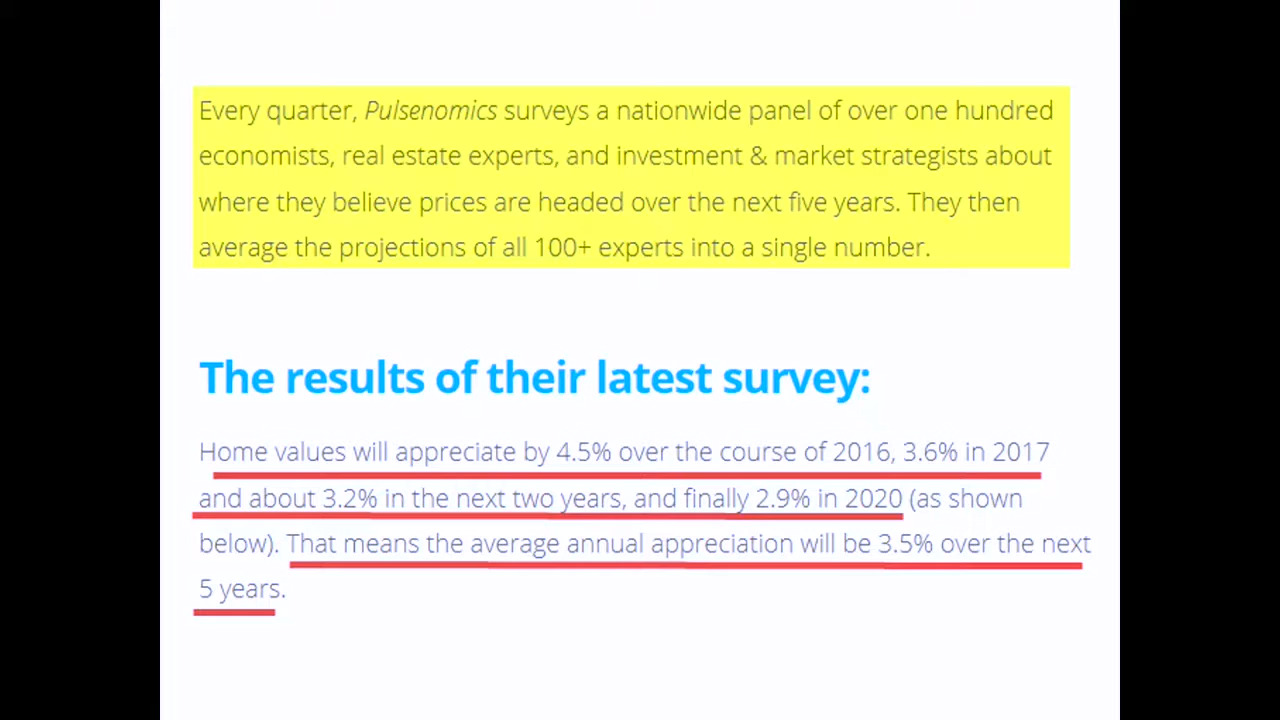 Every quarter, Pulsenomics surveys a nationwide panel of over one hundred
economists, real estate experts, and investment & market strategists about
where they believe prices are headed over the next five years. They then
average the projections of all 100+ experts into a single number.
The results of their latest survey:
Home values will appreciate by 4.5% over the course of 2016, 3.6% in 2017
and about 3.2% in the next two years, and finally 2.9% in 2020 (as shown
below). That means the average annual appreciation will be 3.5% over the next
5 years.